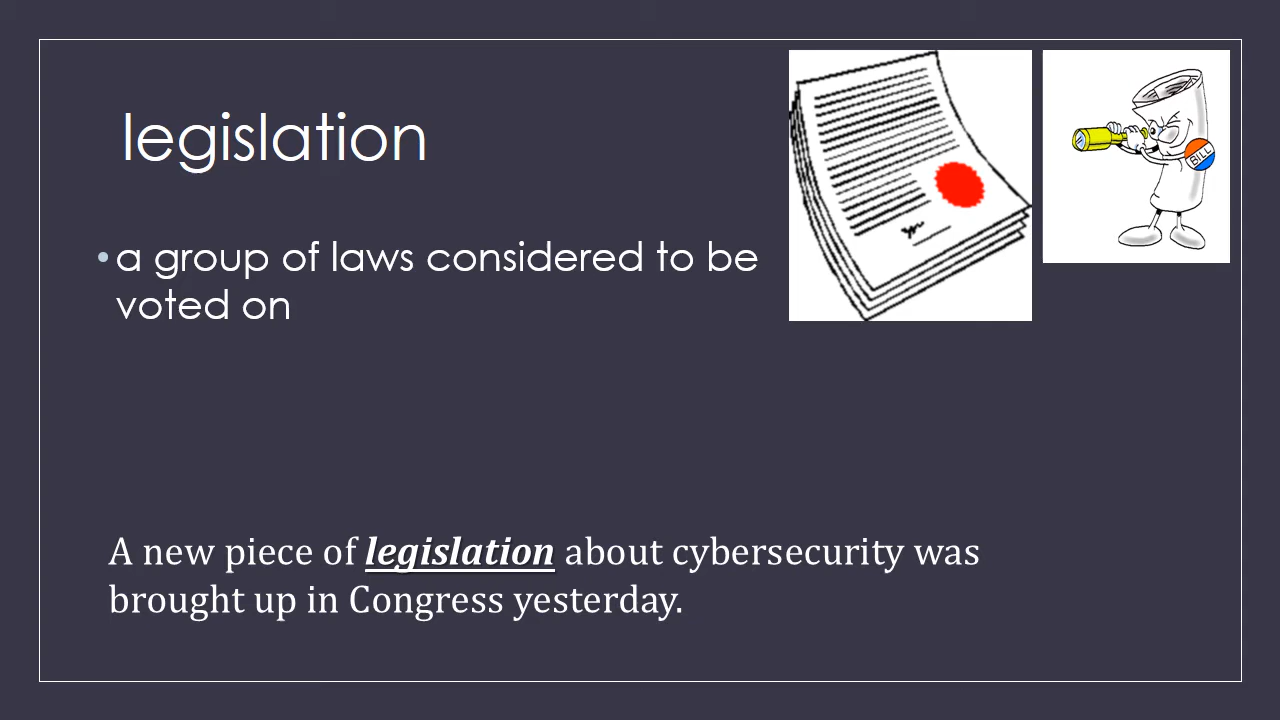 legislation
• a group of laws considered to be
voted on
BILL
A new piece of legislation about cybersecurity was
brought up in Congress yesterday.